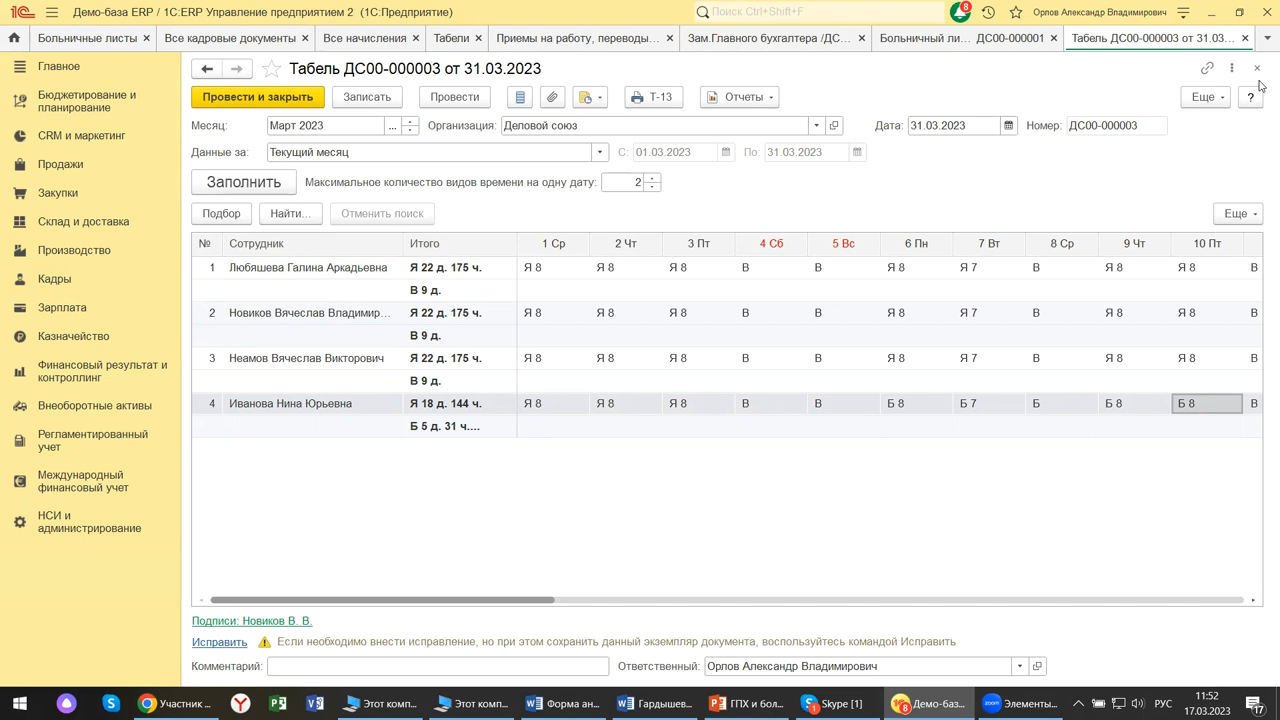 Демо-база ERP / 1С:ERP Управление предприятием 2 (1С:Предприятие)
Поиск Ctrl+Shift+F
8
Орлов Александр Владимирович
Больничные листы
Все кадровые документы
Все начисления
Табели
Приемы на работу, переводы...
Зам.Главного бухгалтера /ДС...
Больничный ли... ДС00-000001
Табель ДС00-000003 от 31.03....
Главное
Бюджетирование и
планирование
CRM и маркетинг
Продажи
Закупки
Склад и доставка
Производство
Кадры
Зарплата
Казначейство
Финансовый результат и
контроллинг
Внеоборотные активы
Регламентированный
учет
Международный
финансовый учет
НСИ и
администрирование
Табель ДС00-000003 от 31.03.2023
Провести и закрыть
Записать
Провести
Т-13
Отчеты
Еще
?
Месяц: Март 2023 ... Организация: Деловой союз Дата: 31.03.2023 Номер: ДС00-000003
Данные за: Текущий месяц С: 01.03.2023 По: 31.03.2023
Заполнить Максимальное количество видов времени на одну дату: 2
Подбор Найти... Отменить поиск Еще
№ Сотрудник Итого 1 Ср 2 Чт 3 Пт 4 Сб 5 Вс 6 Пн 7 Вт 8 Ср 9 Чт 10 Пт
1 Любяшева Галина Аркадьевна Я 22 д. 175 ч. Я 8 Я 8 Я 8 В В Я 8 Я 7 В Я 8 Я 8 В
В 9 д.
2 Новиков Вячеслав Владимир... Я 22 д. 175 ч. Я 8 Я 8 Я 8 В В Я 8 Я 7 В Я 8 Я 8 В
В 9 д.
3 Неамов Вячеслав Викторович Я 22 д. 175 ч. Я 8 Я 8 Я 8 В В Я 8 Я 7 В Я 8 Я 8 В
В 9 д.
4 Иванова Нина Юрьевна Я 18 д. 144 ч. Я 8 Я 8 Я 8 В В Б 8 Б 7 Б Б 8 Б 8 В
Б 5 д. 31 ч....
Подписи: Новиков В. В.
Исправить Если необходимо внести исправление, но при этом сохранить данный экземпляр документа, воспользуйтесь командой Исправить
Комментарий: Ответственный: Орлов Александр Владимирович
Участник ...
Этот комп...
Этот комп...
Форма ан...
Гардышев...
ГПХ и бол...
Skype [1]
8
Демо-баз...
zoom
Элементы...
РУС
11:52
17.03.2023
17